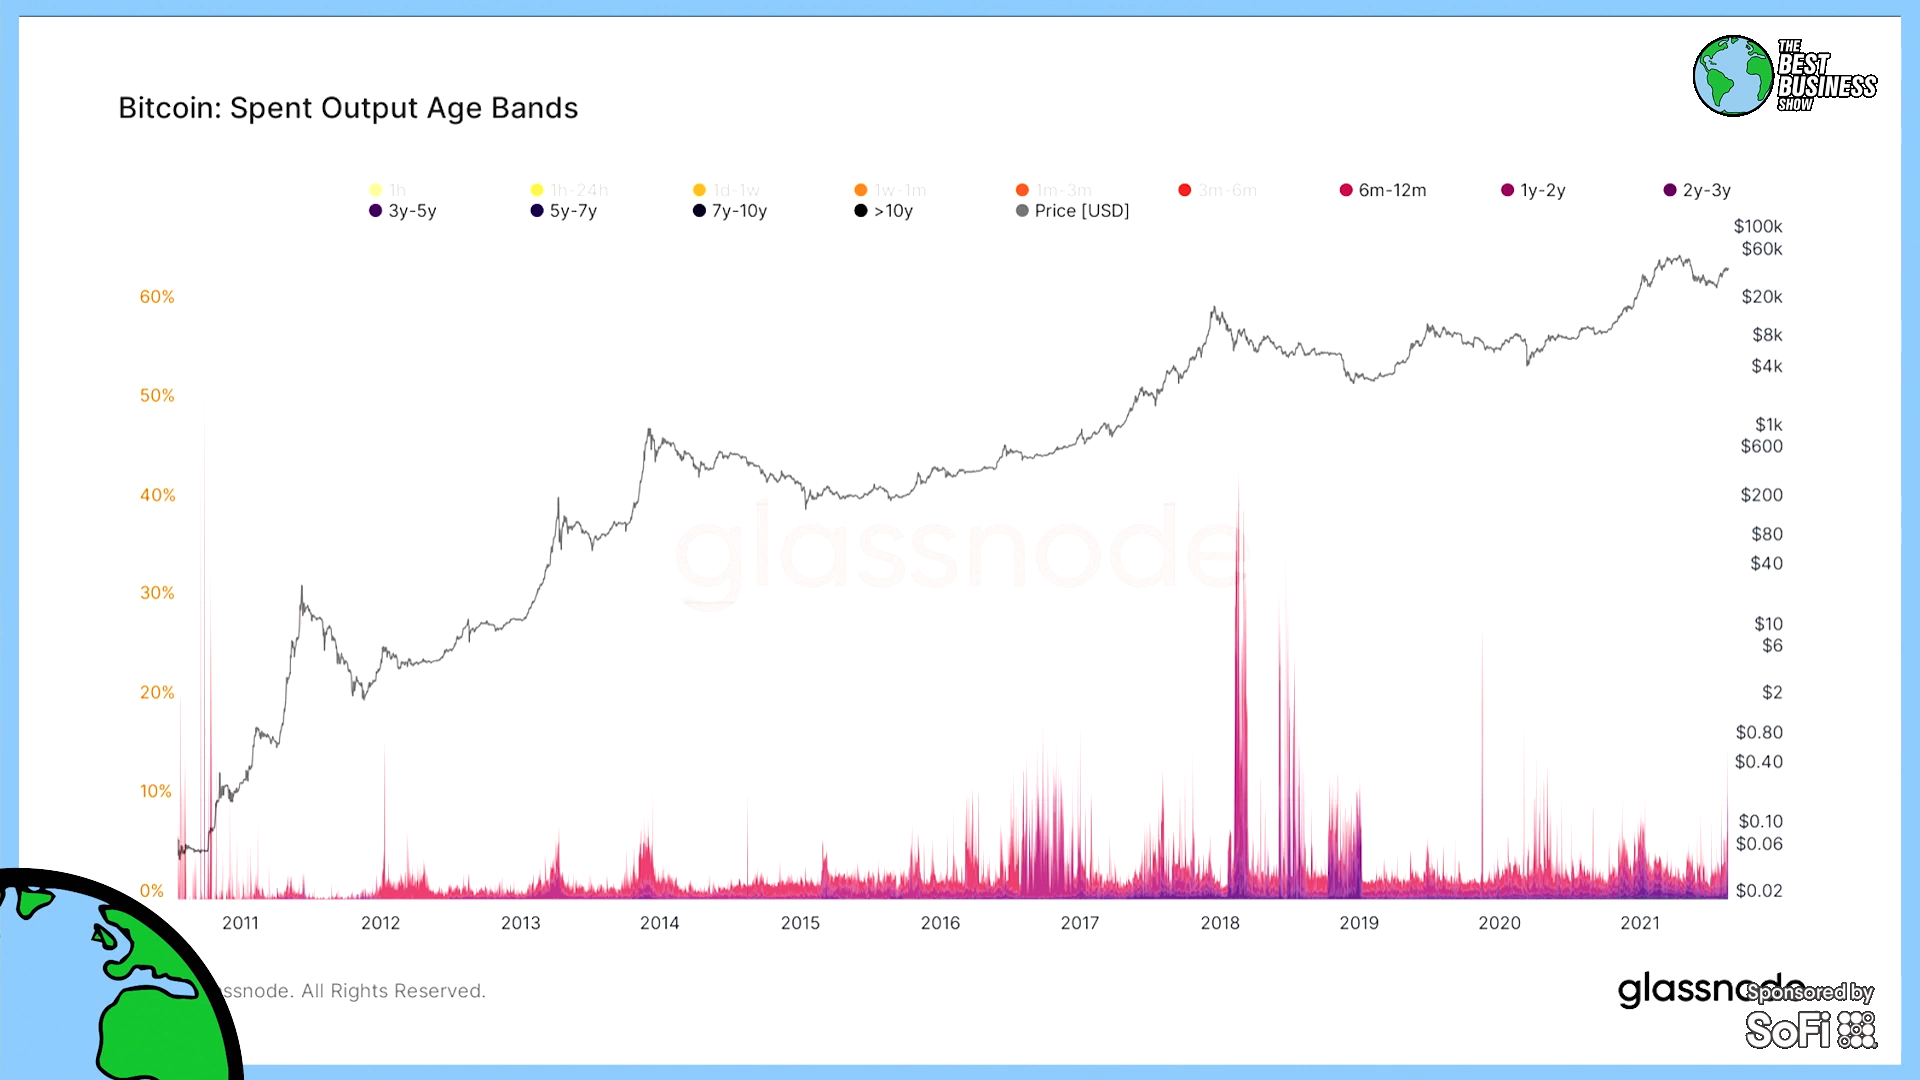 THE
BEST
BUSINESS
SHOW
Bitcoin: Spent Output Age Bands
1h 1h-24h 1d-1w 1w-1m 1m-3m 3m-6m 6m-12m 1y-2y 2y-3y
3y-5y 5y-7y 7y-10y >10y Price [USD]
$100k
$60k
60% $20k
$8k
$4k
50%
$1k
$600
40% $200
glassnode
$80
$40
30%
$10
$6
20% $2
$0.80
$0.40
10%
$0.10
$0.06
0% $0.02
2011 2012 2013 2014 2015 2016 2017 2018 2019 2020 2021
ssnode. All Rights Reserved.
glassnode
Sponsored by
SoFi